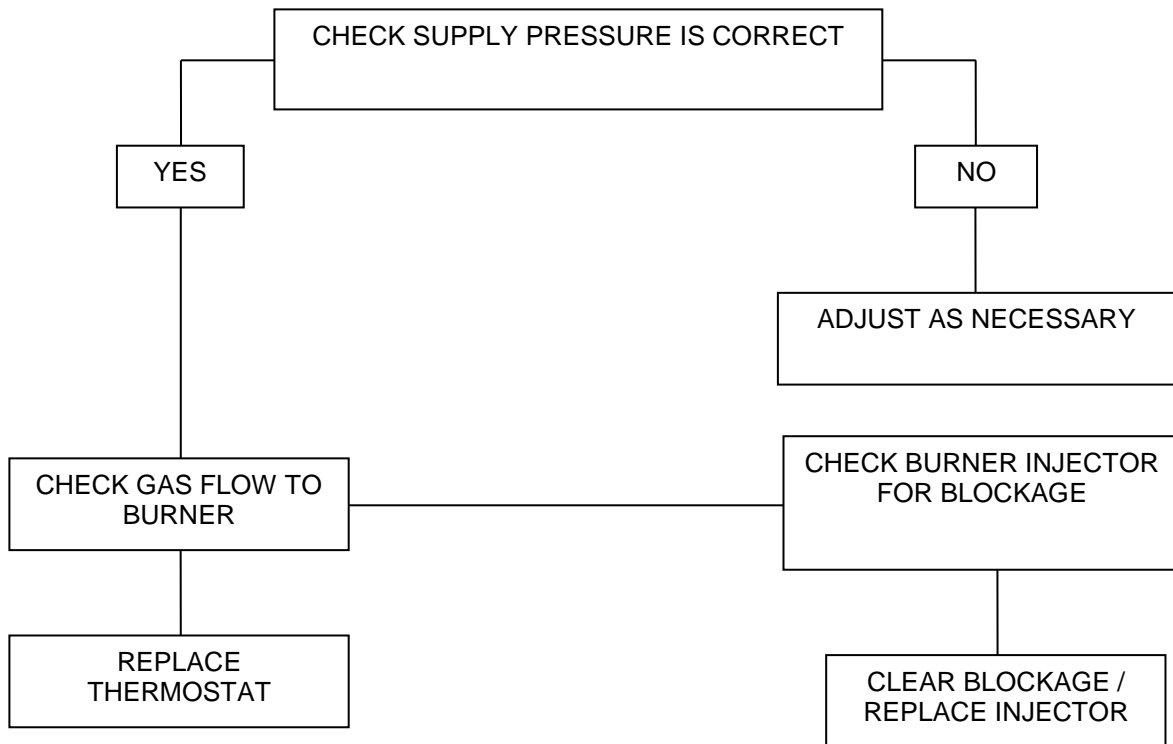 CHECK SUPPLY PRESSURE IS CORRECT
YES
NO
ADJUST AS NECESSARY
CHECK GAS FLOW TO
BURNER
CHECK BURNER INJECTOR
FOR BLOCKAGE
REPLACE
THERMOSTAT
CLEAR BLOCKAGE /
REPLACE INJECTOR